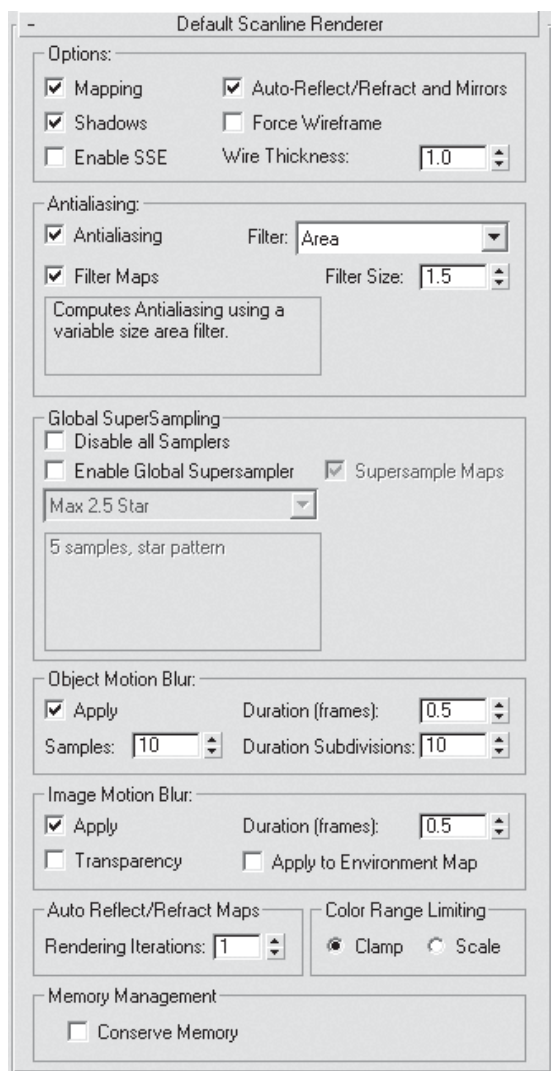 - Default Scanline Renderer
Options:
Mapping Auto-Reflect/Refract and Mirrors
Shadows Force Wireframe
Enable SSE Wire Thickness: 1.0
Antialiasing:
Antialiasing Filter: Area
Filter Maps Filter Size: 1.5
Computes Antialiasing using a
variable size area filter.
Global SuperSampling
Disable all Samplers
Enable Global Supersampler Supersample Maps
Max 2.5 Star
5 samples, star pattern
Object Motion Blur:
Apply Duration (frames): 0.5
Samples: 10 Duration Subdivisions: 10
Image Motion Blur:
Apply Duration (frames): 0.5
Transparency Apply to Environment Map
Auto Reflect/Refract Maps Color Range Limiting
Rendering Iterations: 1 Clamp Scale
Memory Management
Conserve Memory